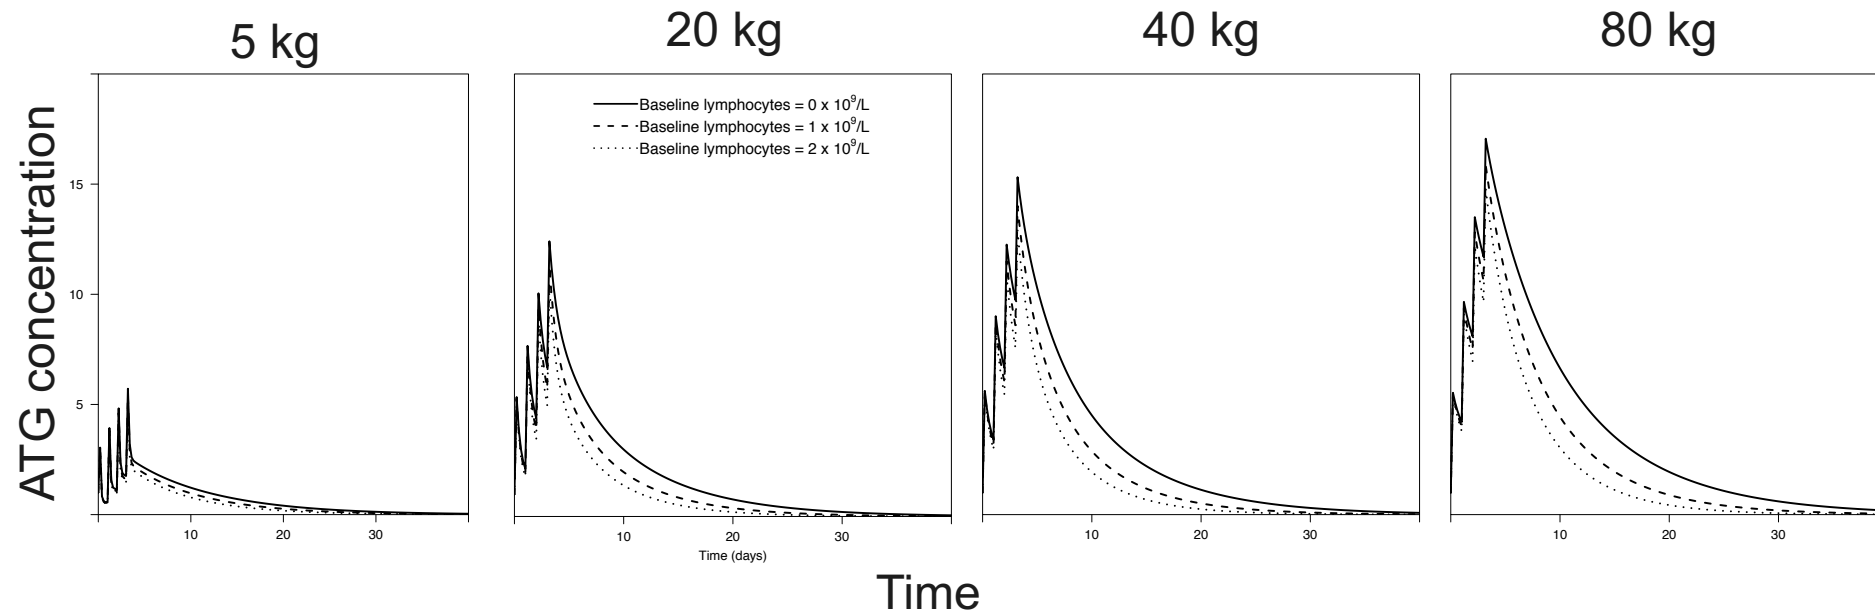 5 kg
20 kg
40 kg
80 kg
ATG concentration
15
10
5
Baseline lymphocytes = 0 x 10⁹/L
Baseline lymphocytes = 1 x 10⁹/L
Baseline lymphocytes = 2 x 10⁹/L
10 20 30
10 20 30
10 20 30
10 20 30
Time (days)
Time